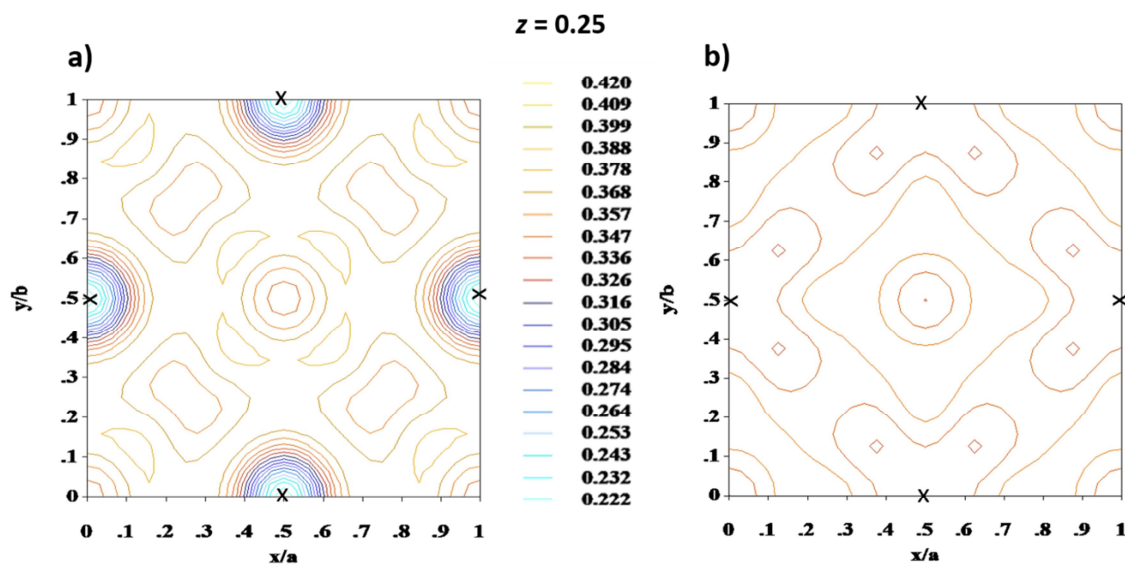 z = 0.25
a)
1
.9
.8
.7
.6
.5
.4
.3
.2
.1
0
y/b
0 .1 .2 .3 .4 .5 .6 .7 .8 .9 1
x/a
X
X
X
X
0.420
0.409
0.399
0.388
0.378
0.368
0.357
0.347
0.336
0.326
0.316
0.305
0.295
0.284
0.274
0.264
0.253
0.243
0.232
0.222
b)
1
.9
.8
.7
.6
.5
.4
.3
.2
.1
0
y/b
0 .1 .2 .3 .4 .5 .6 .7 .8 .9 1
x/a
X
X
X
X